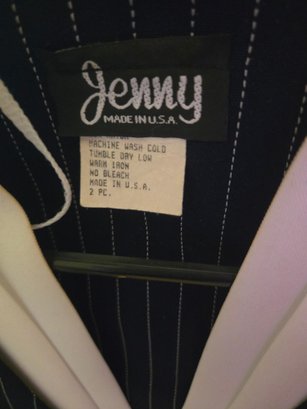 Jenny
MADE IN U.S.A.
MACHINE WASH COLD
TUMBLE DRY LOW
WARM IRON
NO BLEACH
MADE IN U.S.A.
2 PC.